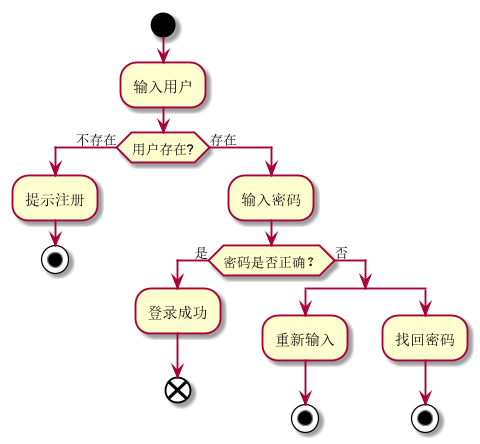 输入用户
不存在
用户存在?
存在
提示注册
输入密码
是
密码是否正确？
否
登录成功
重新输入
找回密码